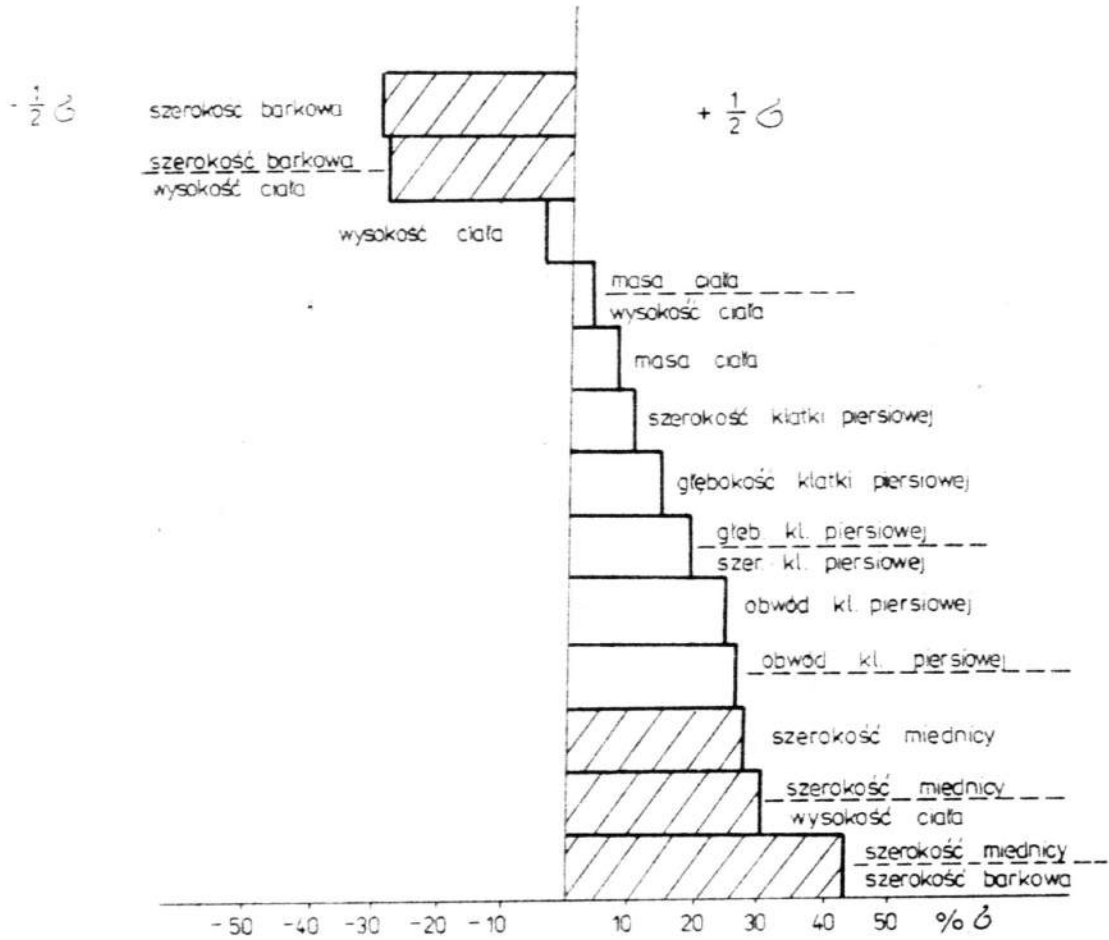 - 1/2 σ
+ 1/2 σ
szerokość barkowa
szerokość barkowa
wysokość ciała
wysokość ciała
masa ciała
wysokość ciała
masa ciała
szerokość klatki piersiowej
głębokość klatki piersiowej
głęb. kl. piersiowej
szer. kl. piersiowej
obwód kl. piersiowej
obwód kl. piersiowej
szerokość miednicy
szerokość miednicy
wysokość ciała
szerokość miednicy
szerokość barkowa
-50 -40 -30 -20 -10 10 20 30 40 50 % σ